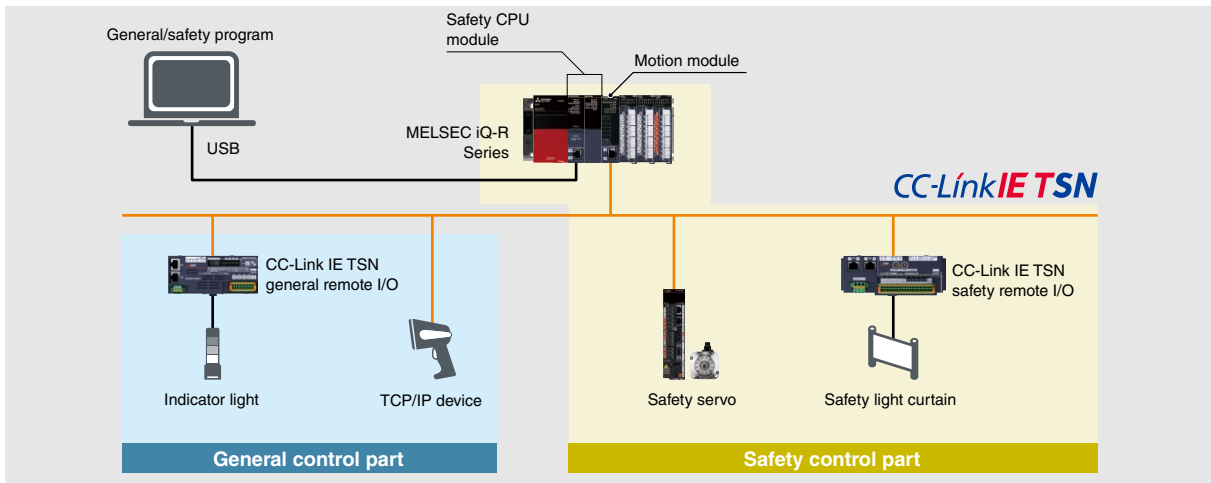 Safety CPU
module
General/safety program
Motion module
MELSEC iQ-R
Series
USB
CC-Link IE TSN
CC-Link IE TSN
general remote I/O
CC-Link IE TSN
safety remote I/O
Indicator light
TCP/IP device
Safety servo
Safety light curtain
General control part
Safety control part